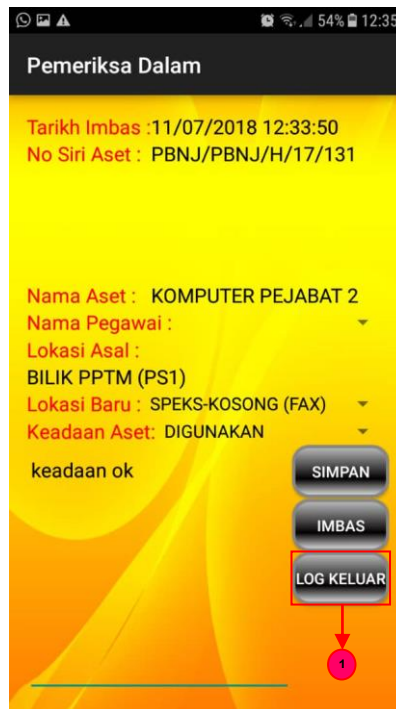 54% 12:35
Pemeriksa Dalam
Tarikh Imbas :11/07/2018 12:33:50
No Siri Aset : PBNJ/PBNJ/H/17/131
Nama Aset : KOMPUTER PEJABAT 2
Nama Pegawai :
Lokasi Asal :
BILIK PPTM (PS1)
Lokasi Baru : SPEKS-KOSONG (FAX)
Keadaan Aset: DIGUNAKAN
keadaan ok
SIMPAN
IMBAS
LOG KELUAR
1